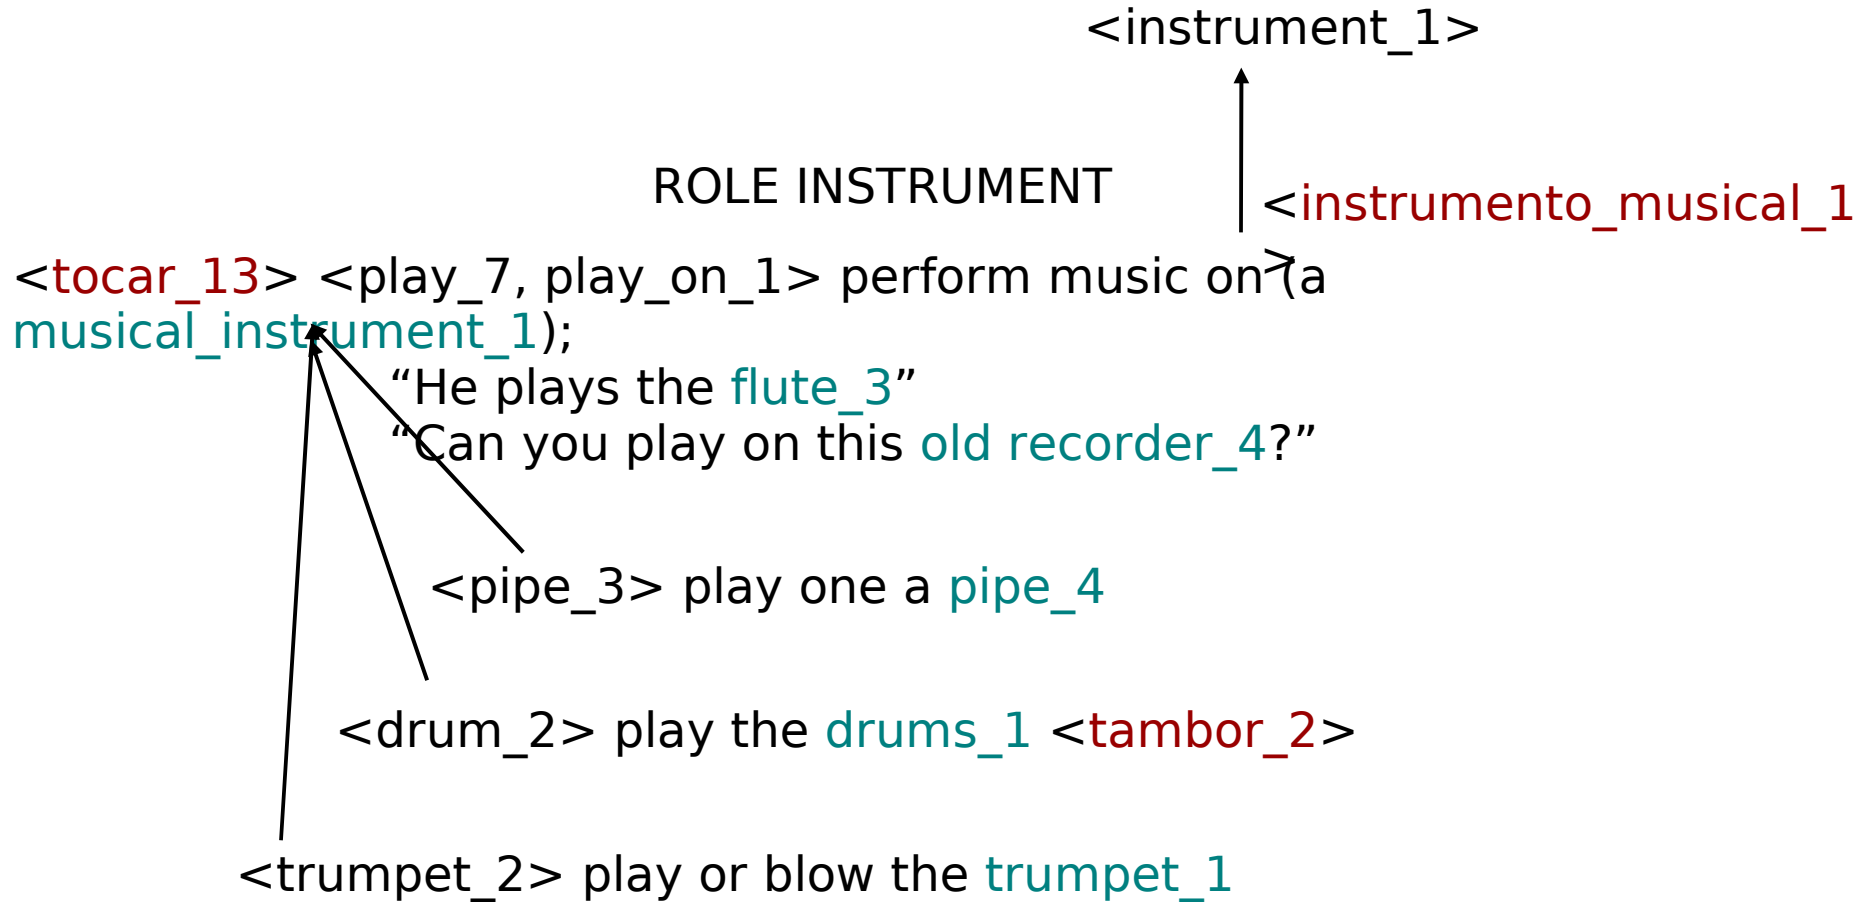 <instrument_1>
ROLE INSTRUMENT
<instrumento_musical_1
>
<tocar_13> <play_7, play_on_1> perform music on (a
musical_instrument_1);
“He plays the flute_3”
“Can you play on this old recorder_4?”
<pipe_3> play one a pipe_4
<drum_2> play the drums_1 <tambor_2>
<trumpet_2> play or blow the trumpet_1